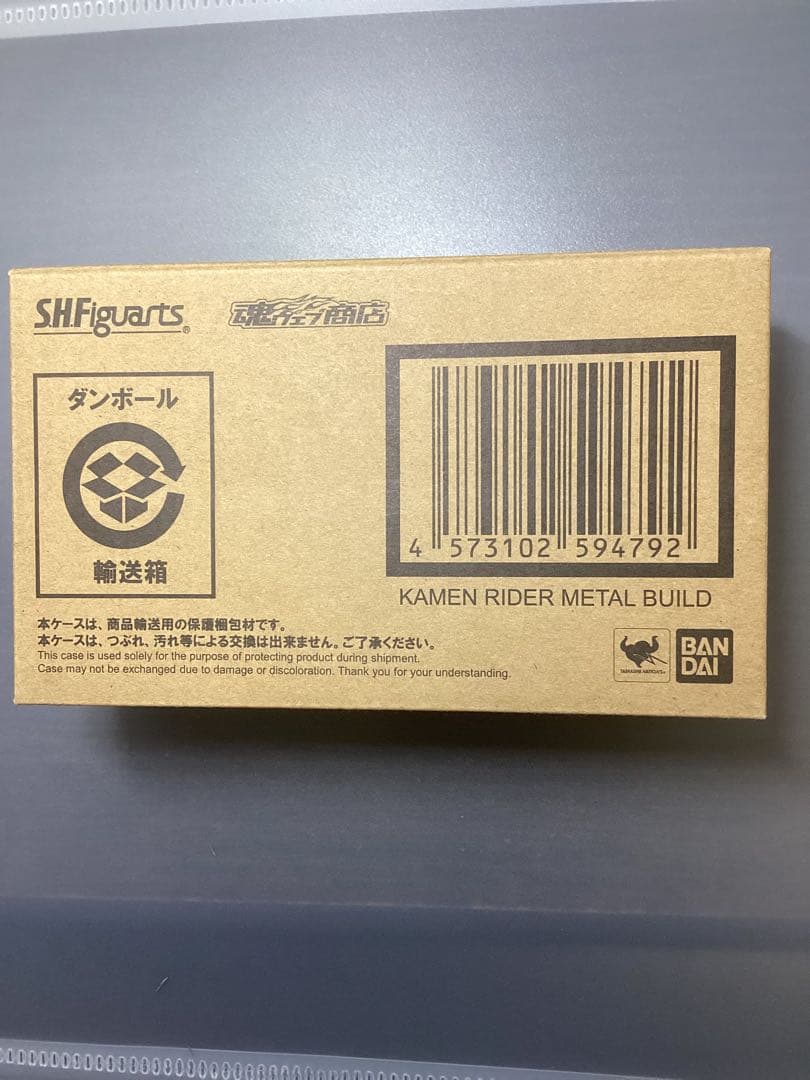 S.H.Figuarts®
魂ウェブ商店
ダンボール
輸送箱
4 573102 594792
KAMEN RIDER METAL BUILD
本ケースは、商品輸送用の保護梱包材です。
本ケースは、つぶれ、汚れ等による交換は出来ません。ご了承ください。
This case is used solely for the purpose of protecting product during shipment.
Case may not be exchanged due to damage or discoloration. Thank you for your understanding.
TAMASHII NATIONS
BAN
DAI